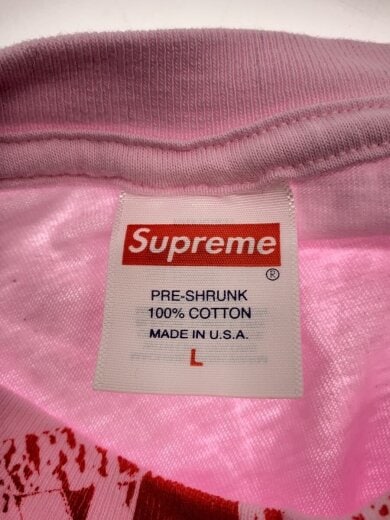 Supreme
®
PRE-SHRUNK
100% COTTON
MADE IN U.S.A.
L